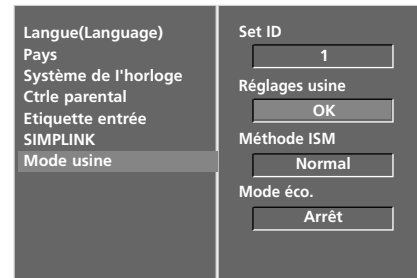 Langue(Language)
Pays
Système de l'horloge
Ctrle parental
Etiquette entrée
SIMPLINK
Mode usine
Set ID
1
Réglages usine
OK
Méthode ISM
Normal
Mode éco.
Arrêt